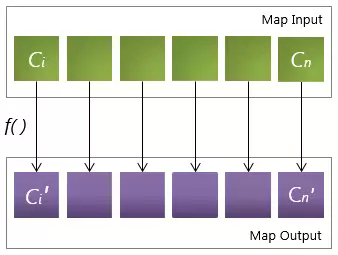 Map Input
Ci Cn
f()
Ci' Cn'
Map Output